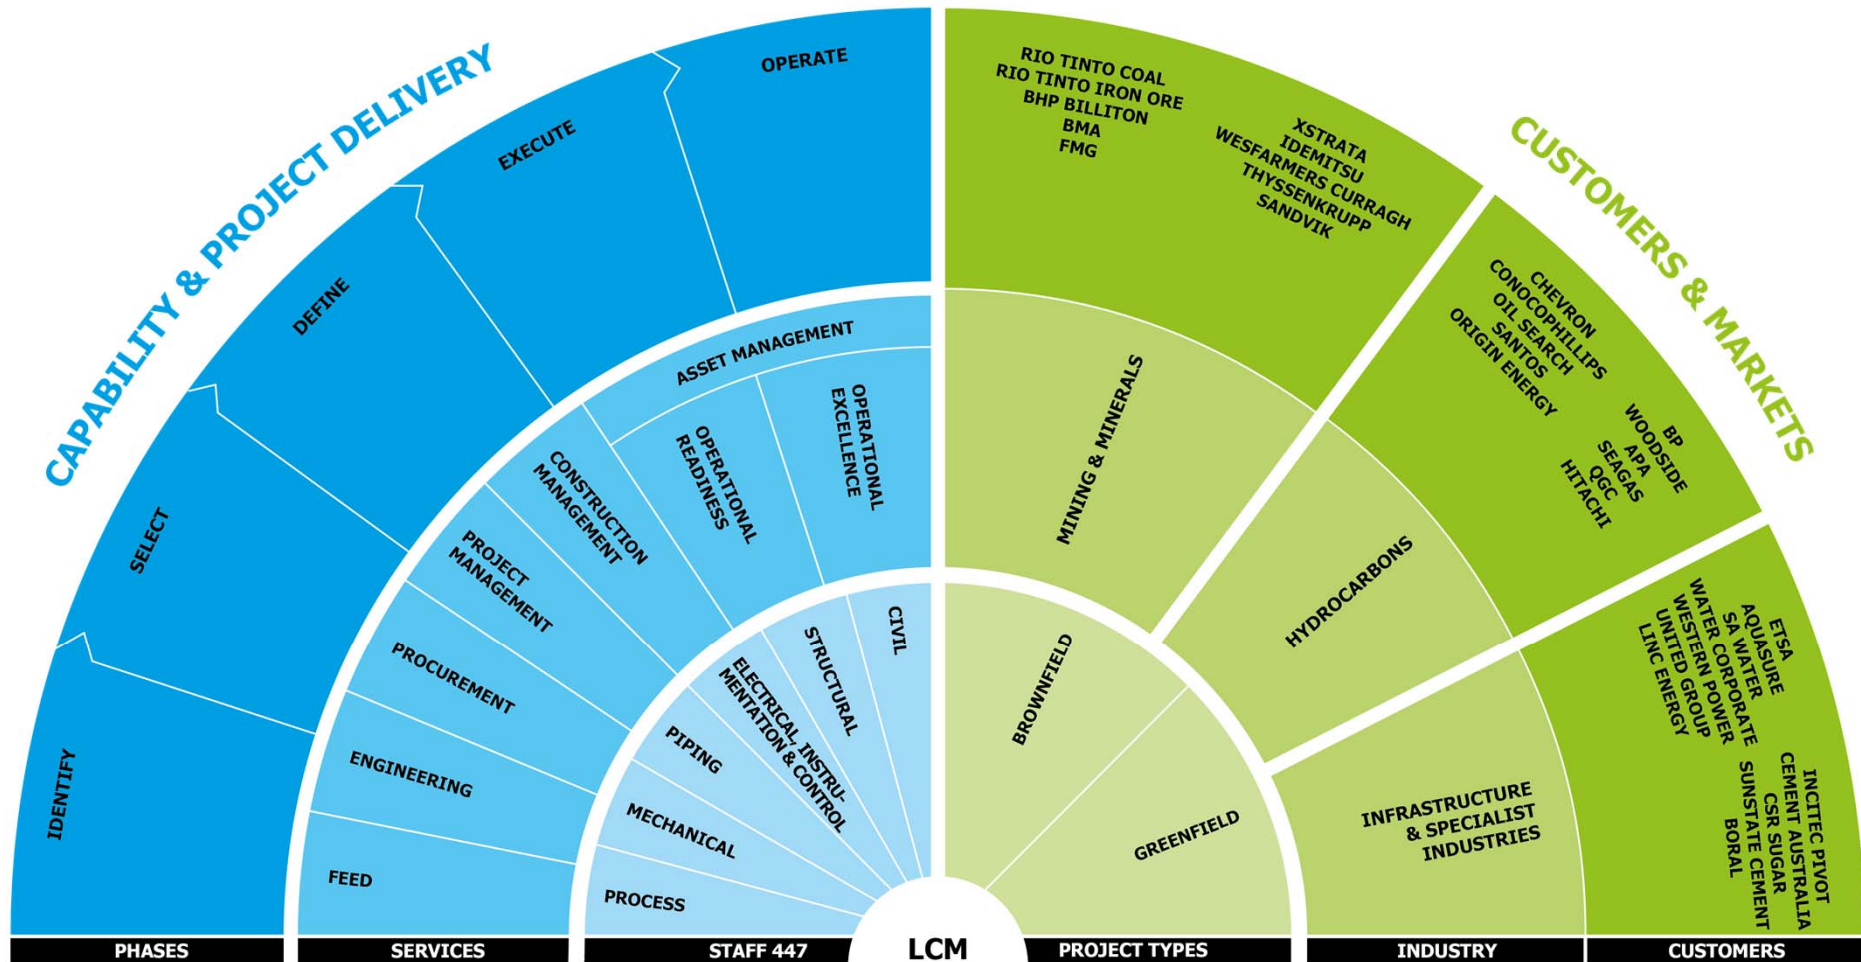 CAPABILITY & PROJECT DELIVERY
IDENTIFY
SELECT
DEFINE
EXECUTE
OPERATE
FEED
ENGINEERING
PROCUREMENT
PROJECT
MANAGEMENT
CONSTRUCTION
MANAGEMENT
ASSET MANAGEMENT
OPERATIONAL
READINESS
OPERATIONAL
EXCELLENCE
PROCESS
MECHANICAL
PIPING
ELECTRICAL, INSTRU-
MENTATION & CONTROL
STRUCTURAL
CIVIL
CUSTOMERS & MARKETS
RIO TINTO COAL
RIO TINTO IRON ORE
BHP BILLITON
BMA
FMG
XSTRATA
IDEMITSU
WESFARMERS CURRAGH
THYSSENKRUPP
SANDVIK
CHEVRON
CONOCOPHILLIPS
OIL SEARCH
SANTOS
ORIGIN ENERGY
BP
WOODSIDE
APA
SEAGAS
QGC
HITACHI
ETSA
AQUASURE
SA WATER
WATER CORPORATE
WESTERN POWER
UNITED GROUP
LINC ENERGY
INCITEC PIVOT
CEMENT AUSTRALIA
CSR SUGAR
SUNSTATE CEMENT
BORAL
MINING & MINERALS
HYDROCARBONS
INFRASTRUCTURE
& SPECIALIST
INDUSTRIES
BROWNFIELD
GREENFIELD
PHASES
SERVICES
STAFF 447
LCM
PROJECT TYPES
INDUSTRY
CUSTOMERS